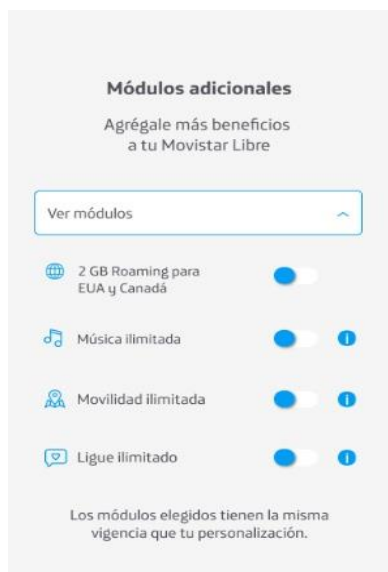 Módulos adicionales
Agrégale más beneficios
a tu Movistar Libre
Ver módulos
2 GB Roaming para
EUA y Canadá
Música ilimitada
Movilidad ilimitada
Ligue ilimitado
Los módulos elegidos tienen la misma
vigencia que tu personalización.